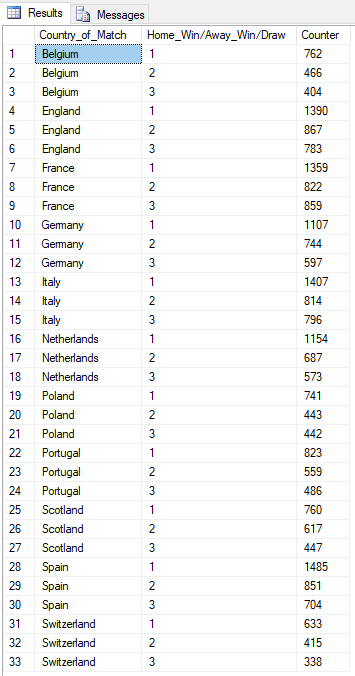 Results Messages
Country_of_Match Home_Win/Away_Win/Draw Counter
1 Belgium 1 762
2 Belgium 2 466
3 Belgium 3 404
4 England 1 1390
5 England 2 867
6 England 3 783
7 France 1 1359
8 France 2 822
9 France 3 859
10 Germany 1 1107
11 Germany 2 744
12 Germany 3 597
13 Italy 1 1407
14 Italy 2 814
15 Italy 3 796
16 Netherlands 1 1154
17 Netherlands 2 687
18 Netherlands 3 573
19 Poland 1 741
20 Poland 2 443
21 Poland 3 442
22 Portugal 1 823
23 Portugal 2 559
24 Portugal 3 486
25 Scotland 1 760
26 Scotland 2 617
27 Scotland 3 447
28 Spain 1 1485
29 Spain 2 851
30 Spain 3 704
31 Switzerland 1 633
32 Switzerland 2 415
33 Switzerland 3 338